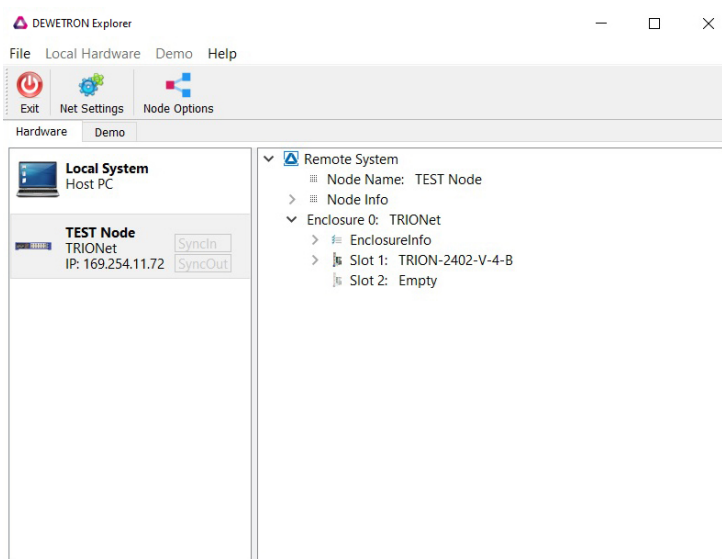 DEWETRON Explorer
File Local Hardware Demo Help
Exit Net Settings Node Options
Hardware Demo
Local System
Host PC
TEST Node
TRIONet
IP: 169.254.11.72
SyncIn
SyncOut
Remote System
Node Name: TEST Node
Node Info
Enclosure 0: TRIONet
EnclosureInfo
Slot 1: TRION-2402-V-4-B
Slot 2: Empty